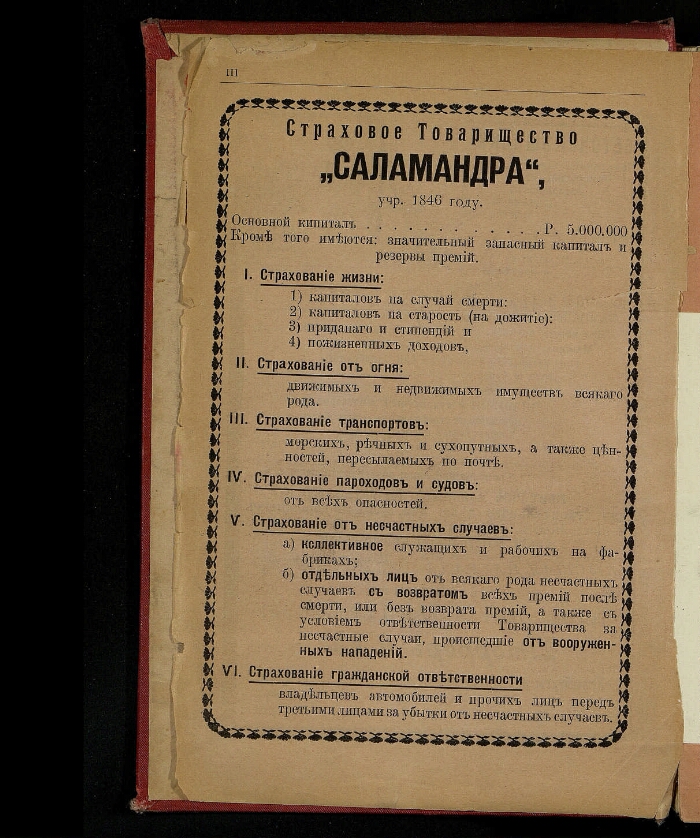 III
Страховое Товарищество
„САЛАМАНДРА“,
учр. 1846 году.
Основной кипиталъ . . . . . . . . . . . . . Р. 5.000.000
Кромѣ того имѣются: значительный запасный капиталъ и
резервы премій.
I. Страхованіе жизни:
1) капиталовъ на случай смерти:
2) капиталовъ на старость (на дожитіе):
3) приданаго и стипендій и
4) пожизненныхъ доходовъ,
II. Страхованіе отъ огня:
движимыхъ и недвижимыхъ имуществъ всякаго
рода.
III. Страхованіе транспортовъ:
морскихъ, рѣчныхъ и сухопутныхъ, а также цѣн-
ностей, пересылаемыхъ по почтѣ.
IV. Страхованіе пароходовъ и судовъ:
отъ всѣхъ опасностей.
V. Страхованіе отъ несчастныхъ случаевъ:
а) коллективное служащихъ и рабочихъ на фа-
брикахъ;
б) отдѣльныхъ лицъ отъ всякаго рода несчастныхъ
случаевъ съ возвратомъ всѣхъ премій послѣ
смерти, или безъ возврата премій, а также съ
условіемъ отвѣтственности Товарищества за
несчастные случаи, происшедшіе отъ вооружен-
ныхъ нападеній.
VI. Страхованіе гражданской отвѣтственности
владѣльцевъ автомобилей и прочихъ лицъ передъ
третьими лицами за убытки отъ несчастныхъ случаевъ.